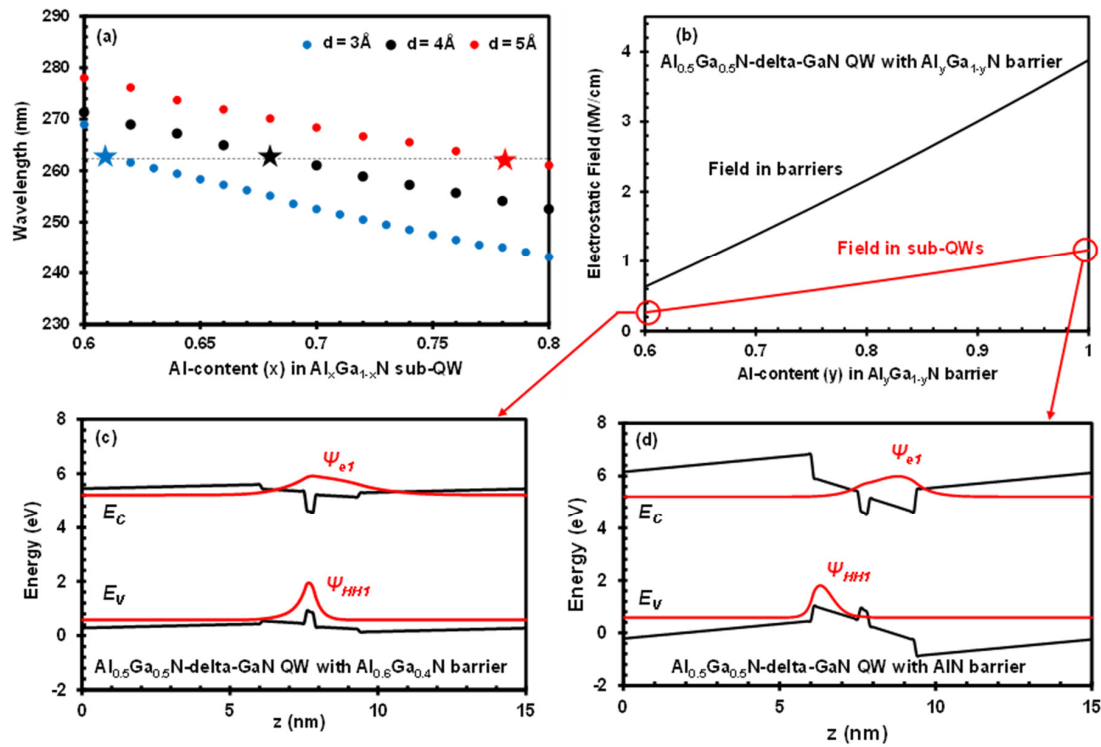 (a)
d = 3Å d = 4Å d = 5Å
290
280
270
260
250
240
230
Wavelength (nm)
0.6 0.65 0.7 0.75 0.8
Al-content (x) in AlxGa1-xN sub-QW
(b)
Al0.5Ga0.5N-delta-GaN QW with AlyGa1-yN barrier
4
3
2
1
0
Electrostatic Field (MV/cm)
Field in barriers
Field in sub-QWs
0.6 0.7 0.8 0.9 1
Al-content (y) in AlyGa1-yN barrier
(c)
8
6
4
2
0
-2
Energy (eV)
Ψe1
EC
ΨHH1
EV
Al0.5Ga0.5N-delta-GaN QW with Al0.6Ga0.4N barrier
0 5 10 15
z (nm)
(d)
8
6
4
2
0
-2
Energy (eV)
Ψe1
EC
ΨHH1
EV
Al0.5Ga0.5N-delta-GaN QW with AlN barrier
0 5 10 15
z (nm)